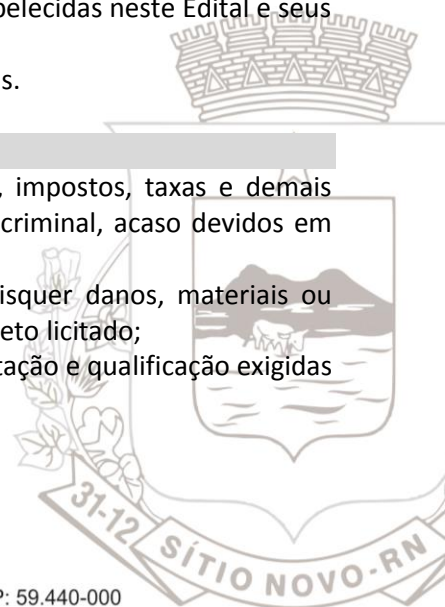 belecidas neste Edital e seus
s.
, impostos, taxas e demais
criminal, acaso devidos em
isquer danos, materiais ou
eto licitado;
tação e qualificação exigidas
31-12 SÍTIO NOVO-RN
P: 59.440-000